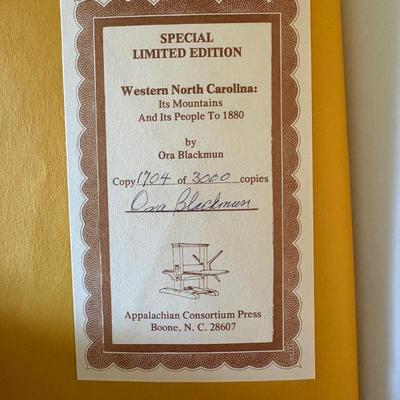 SPECIAL
LIMITED EDITION
Western North Carolina:
Its Mountains
And Its People To 1880
by
Ora Blackmun
Copy 1704 of 3000 copies
Ora Blackmun
Appalachian Consortium Press
Boone, N. C. 28607